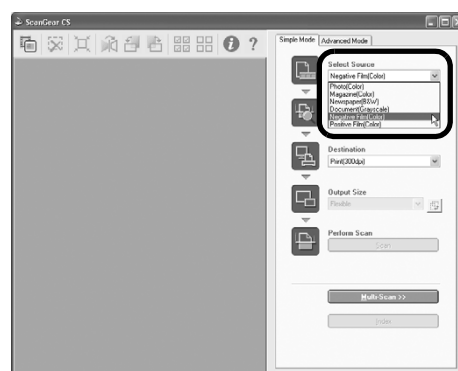 ScanGear CS
Simple Mode Advanced Mode
Select Source
Negative Film(Color)
Photo(Color)
Magazine(Color)
Newspaper(B&W)
Document(Grayscale)
Negative Film(Color)
Positive Film(Color)
Destination
Print(300dpi)
Output Size
Flexible
Perform Scan
Scan
Multi-Scan >>